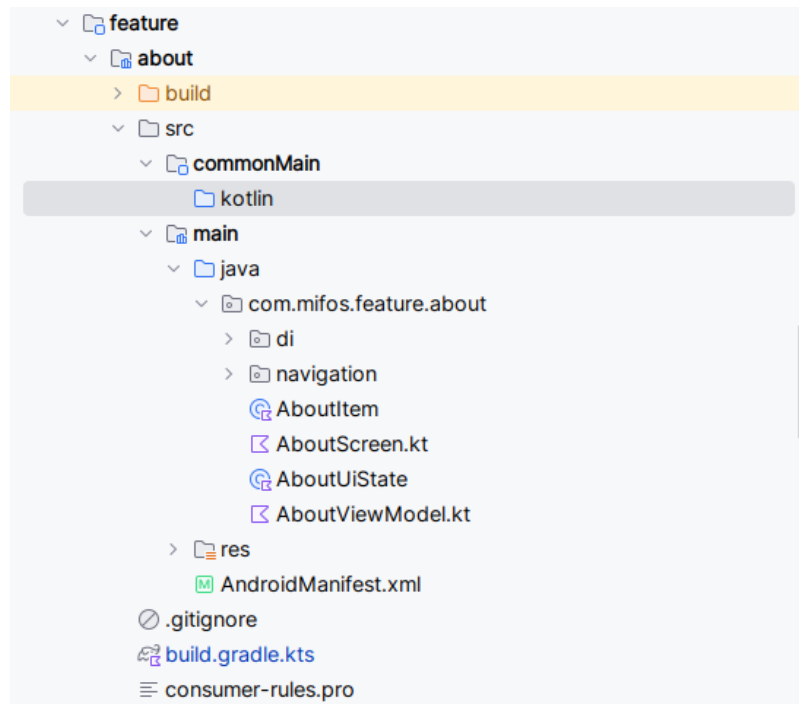 feature
about
build
src
commonMain
kotlin
main
java
com.mifos.feature.about
di
navigation
AboutItem
AboutScreen.kt
AboutUiState
AboutViewModel.kt
res
AndroidManifest.xml
.gitignore
build.gradle.kts
consumer-rules.pro